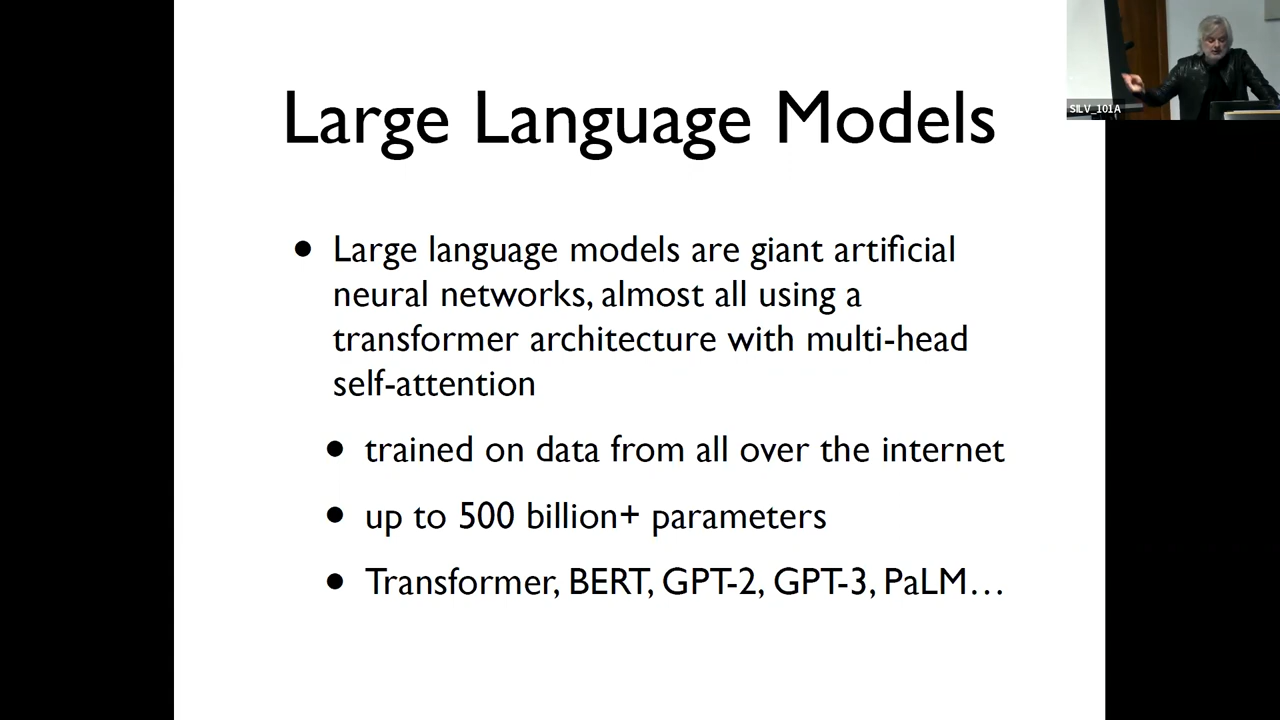 Large Language Models
SILV_101A
• Large language models are giant artificial
neural networks, almost all using a
transformer architecture with multi-head
self-attention
• trained on data from all over the internet
• up to 500 billion+ parameters
• Transformer, BERT, GPT-2, GPT-3, PaLM…